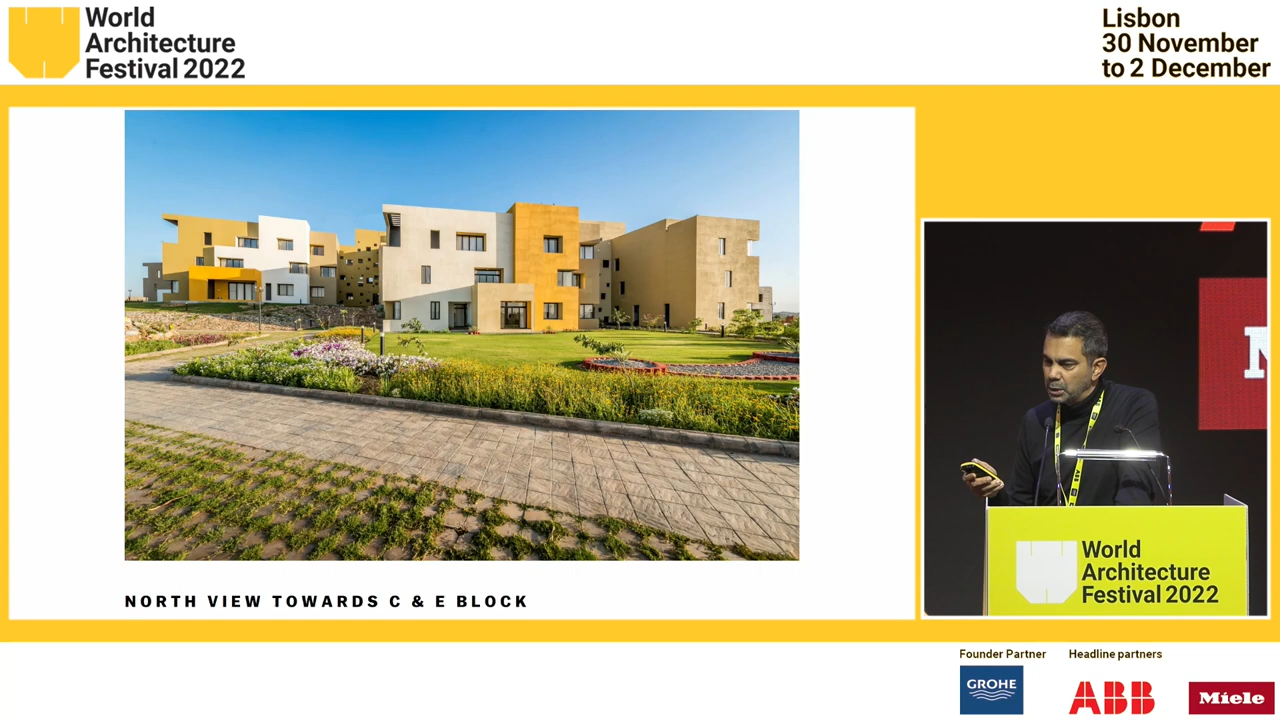 World
Architecture
Festival 2022
Lisbon
30 November
to 2 December
NORTH VIEW TOWARDS C & E BLOCK
World
Architecture
Festival 2022
Founder Partner
Headline partners
GROHE
ABB
Miele